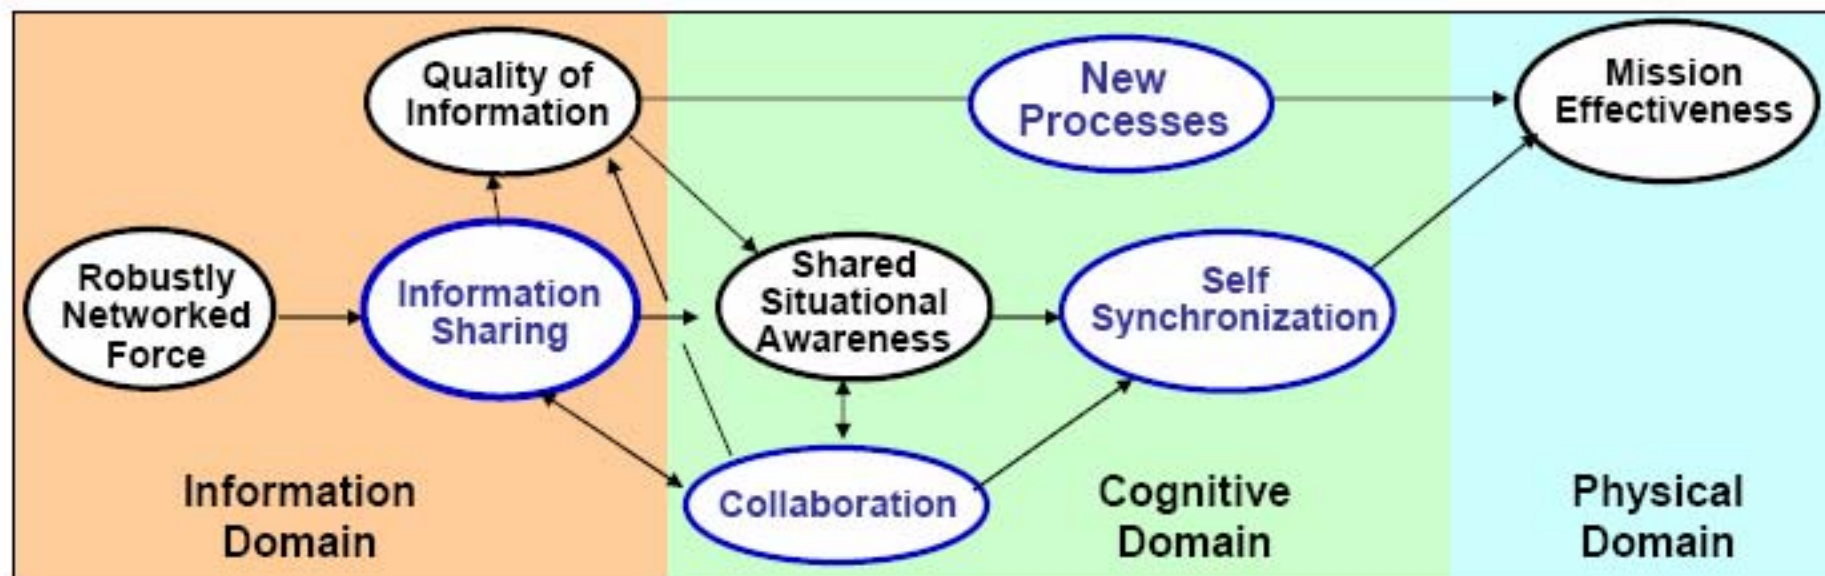 Quality of
Information
New
Processes
Mission
Effectiveness
Robustly
Networked
Force
Information
Sharing
Shared
Situational
Awareness
Self
Synchronization
Collaboration
Information
Domain
Cognitive
Domain
Physical
Domain